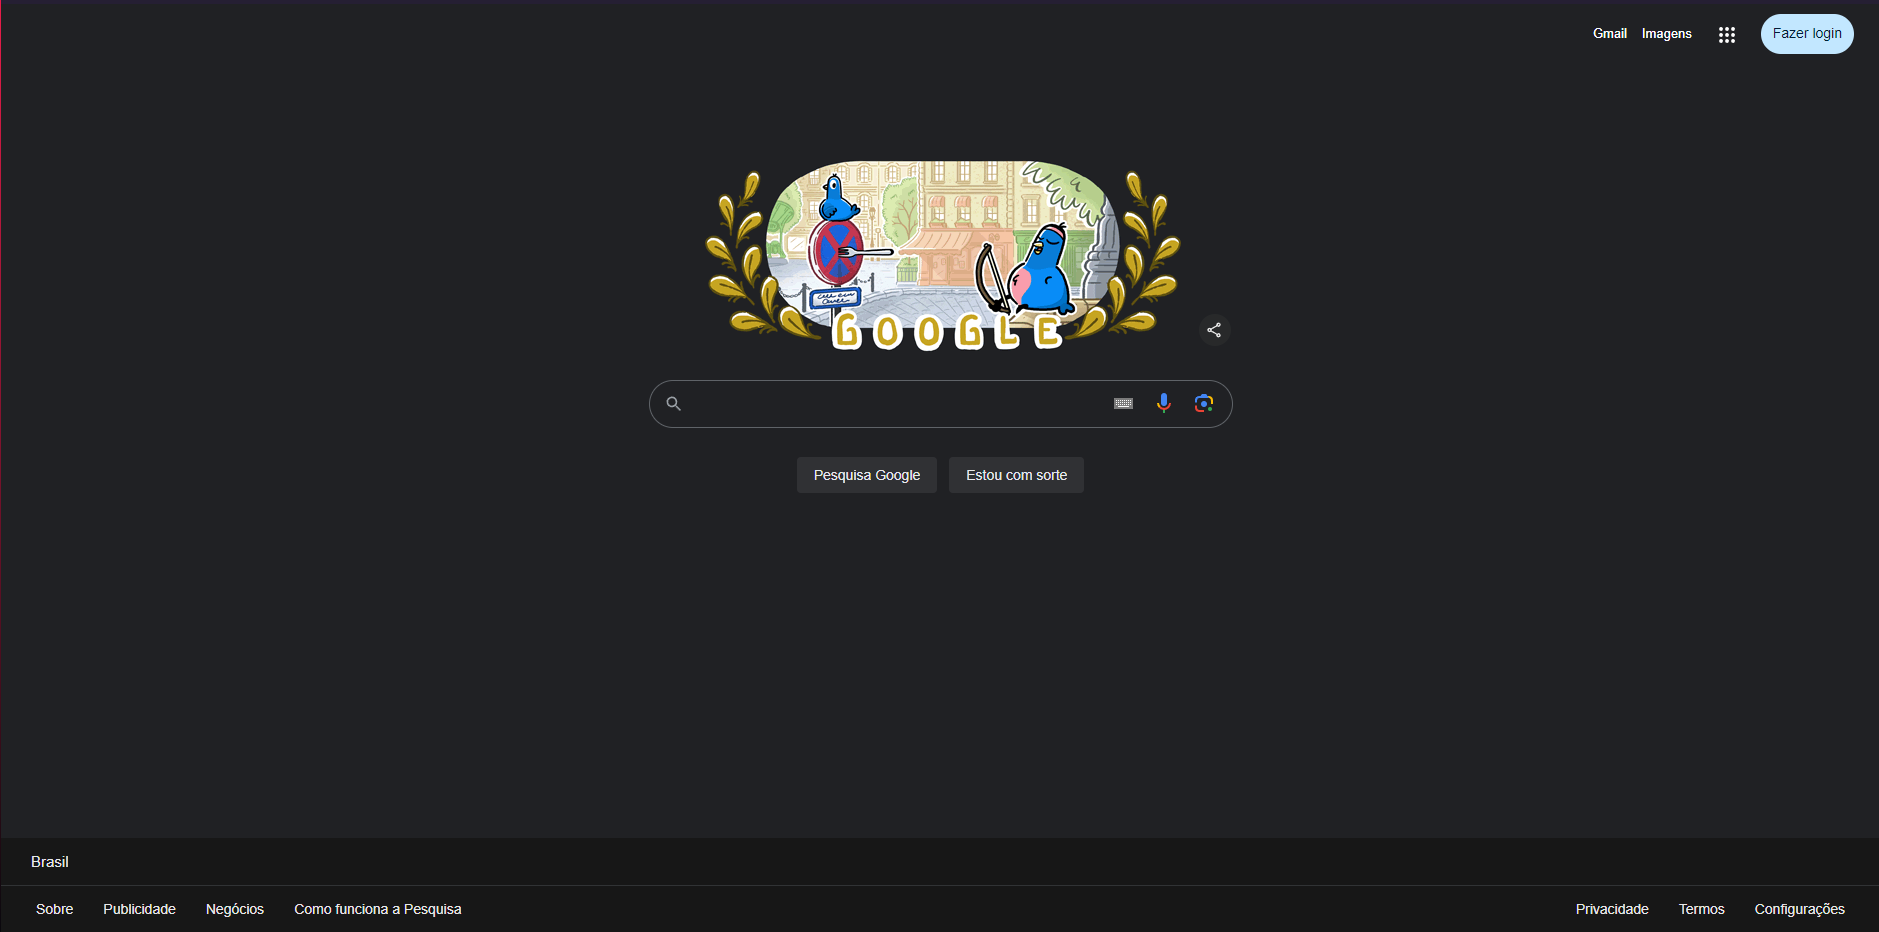 Gmail Imagens Fazer login
GOOGLE
Pesquisa Google Estou com sorte
Brasil
Sobre Publicidade Negócios Como funciona a Pesquisa Privacidade Termos Configurações